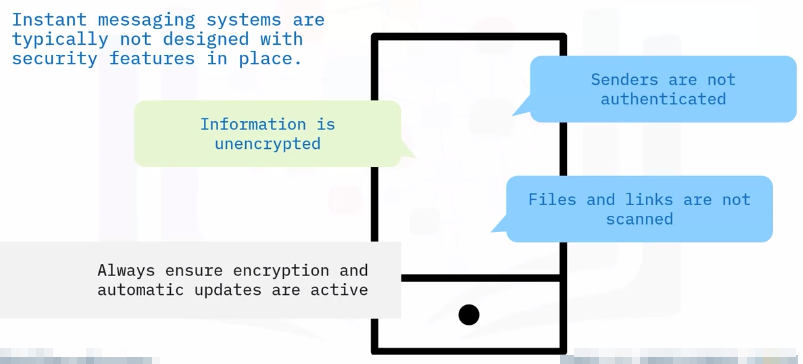 Instant messaging systems are
typically not designed with
security features in place.
Senders are not
authenticated
Information is
unencrypted
Files and links are not
scanned
Always ensure encryption and
automatic updates are active